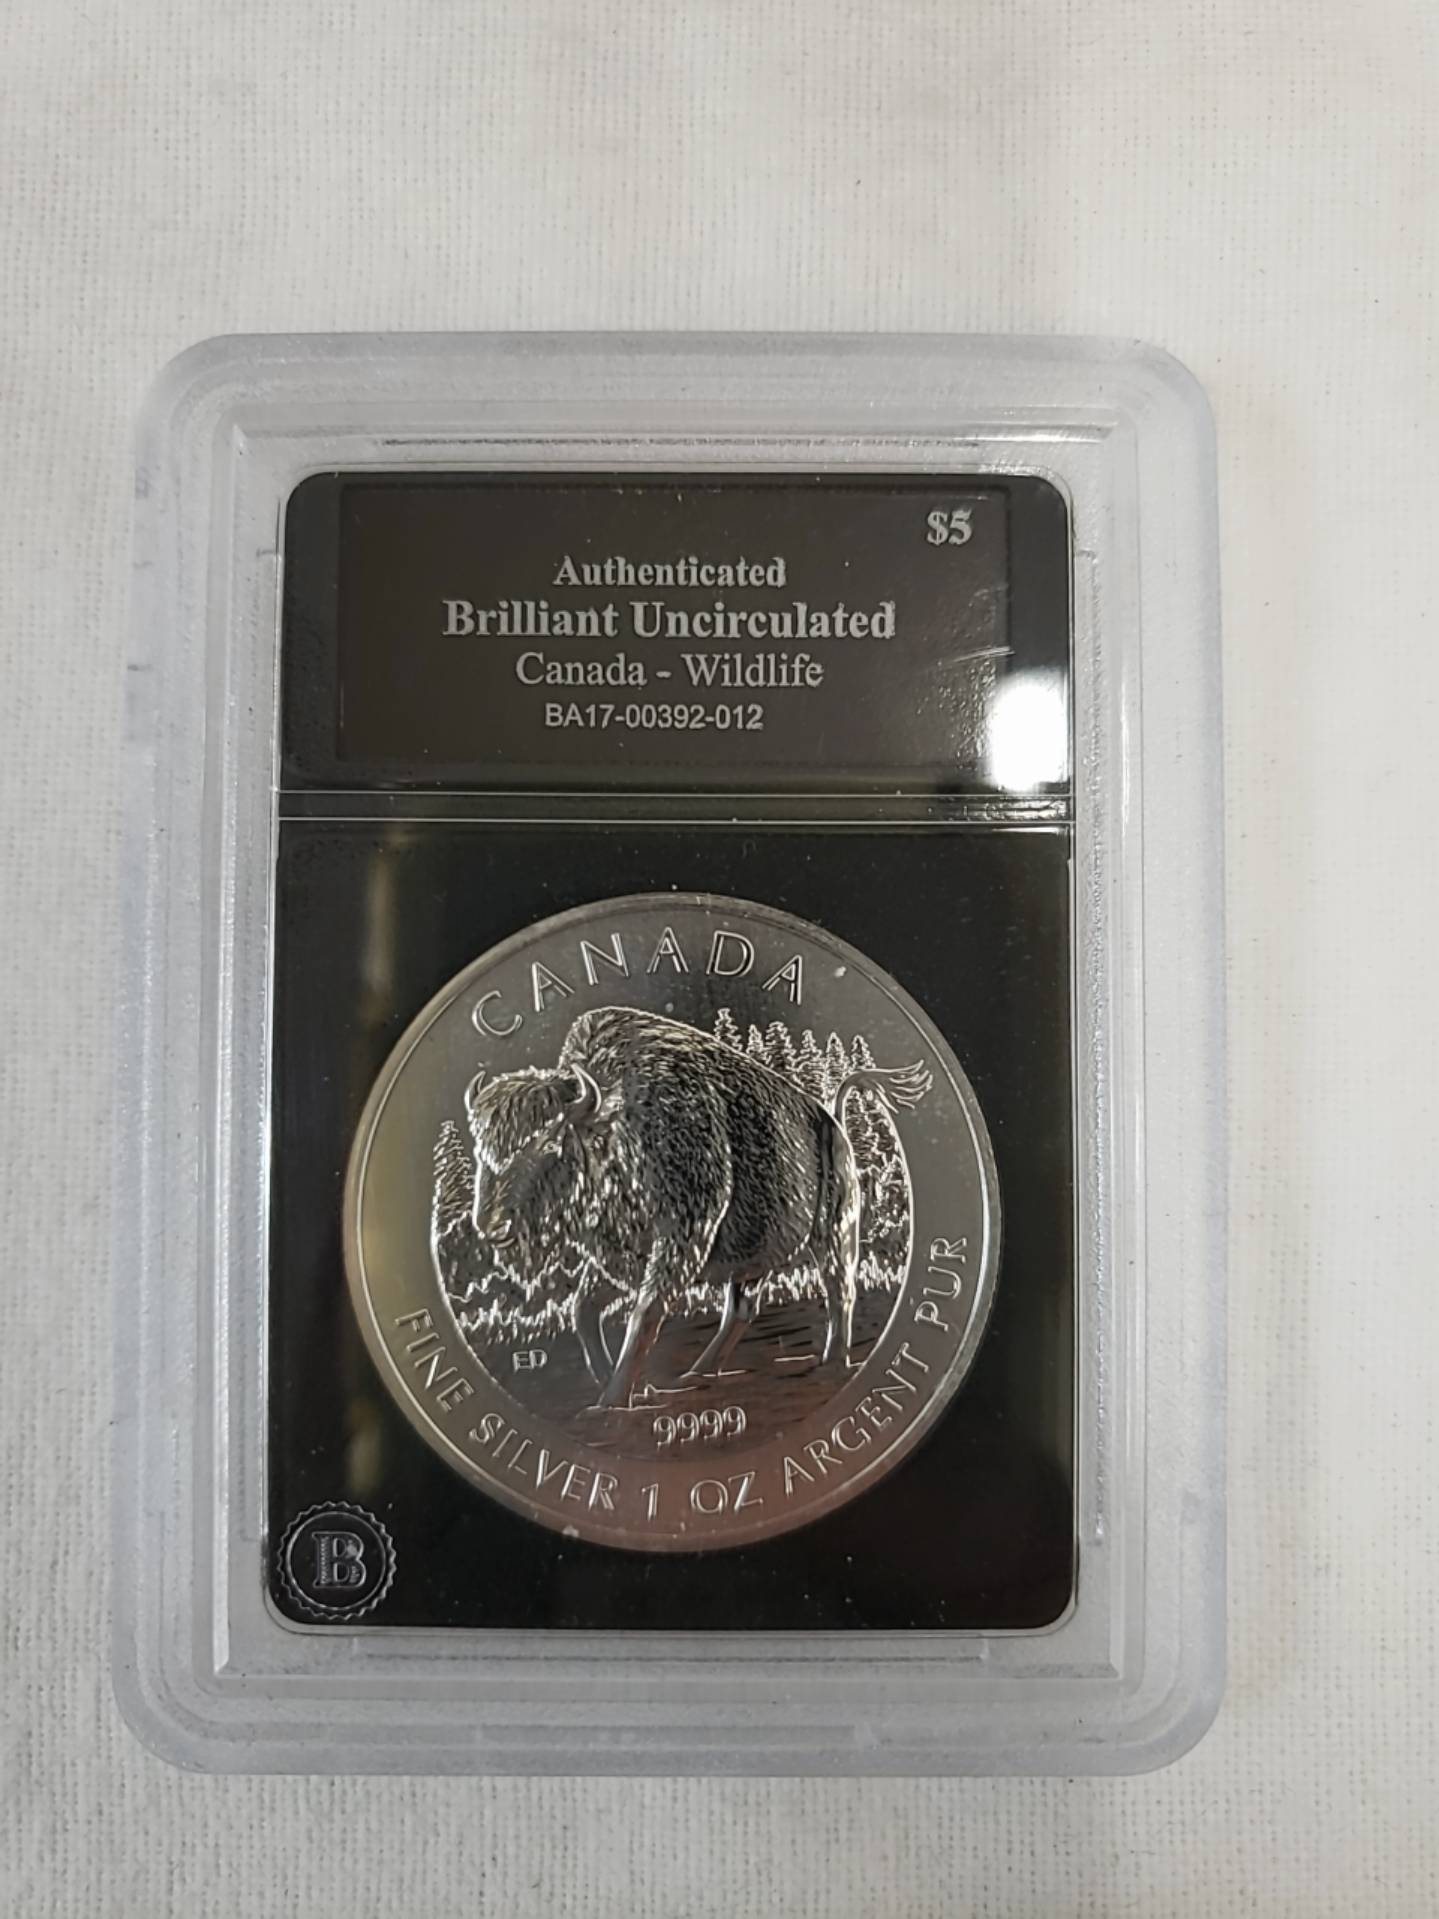 $5
Authenticated
Brilliant Uncirculated
Canada - Wildlife
BA17-00392-012
CANADA
ED
9999
FINE SILVER 1 OZ ARGENT PUR
B